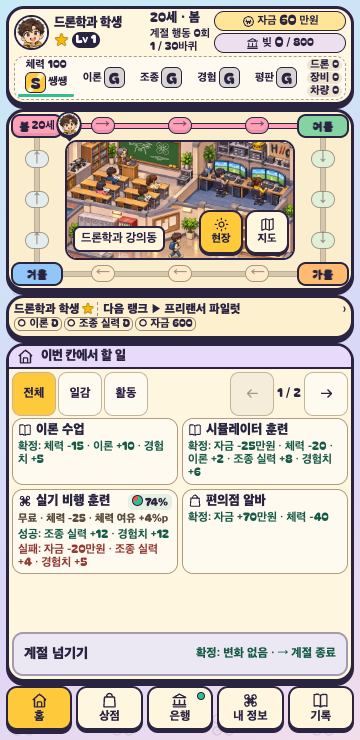 드론학과 학생
Lv 1
20세 · 봄
계절 행동 0회
1 / 30바퀴
자금 60 만원
빚 0 / 800
체력 100
S 쌩쌩
이론 G
조종 G
경험 G
평판 G
드론 0
장비 0
차량 0
봄 20세
여름
드론학과 강의동
현장
지도
겨울
가을
드론학과 학생 다음 랭크 ▶ 프리랜서 파일럿
이론 D
조종 실력 D
자금 600
이번 칸에서 할 일
전체
일감
활동
1 / 2
이론 수업
확정: 체력 -15 · 이론 +10 · 경험
치 +5
시뮬레이터 훈련
확정: 자금 -25만원 · 체력 -20 ·
이론 +2 · 조종 실력 +8 · 경험치
+6
실기 비행 훈련
74%
무료 · 체력 -25 · 체력 여유 +4%p
성공: 조종 실력 +12 · 경험치 +12
실패: 자금 -20만원 · 조종 실력
+4 · 경험치 +5
편의점 알바
확정: 자금 +70만원 · 체력 -40
계절 넘기기
확정: 변화 없음 · → 계절 종료
홈
상점
은행
내 정보
기록